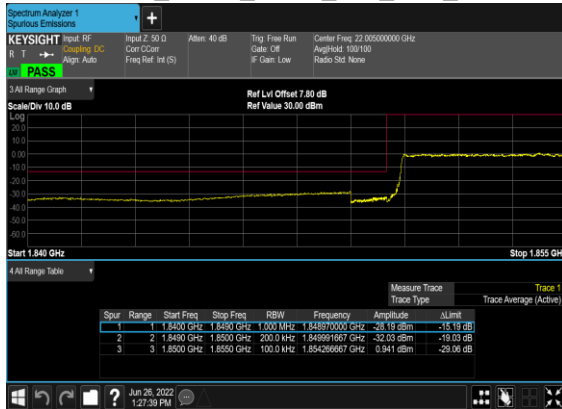 Spectrum Analyzer 1
Spurious Emissions
+
KEYSIGHT Input: RF Input Z: 50 Ω Atten: 40 dB Trig: Free Run Center Freq: 22.005000000 GHz
R T Coupling: DC Corr CCorr Gate: Off Avg|Hold: 100/100
Align: Auto Freq Ref: Int (S) IF Gain: Low Radio Std: None
PASS
3 All Range Graph
Ref Lvl Offset 7.80 dB
Scale/Div 10.0 dB Ref Value 30.00 dBm
Log
20.0
10.0
0.00
-10.0
-20.0
-30.0
-40.0
-50.0
-60.0
Start 1.840 GHz Stop 1.855 GH
4 All Range Table
Measure Trace Trace 1
Trace Type Trace Average (Active)
Spur Range Start Freq Stop Freq RBW Frequency Amplitude ΔLimit
1 1 1.8400 GHz 1.8490 GHz 1.000 MHz 1.848970000 GHz -28.19 dBm -15.19 dB
2 2 1.8490 GHz 1.8500 GHz 200.0 kHz 1.849991667 GHz -32.03 dBm -19.03 dB
3 3 1.8500 GHz 1.8550 GHz 100.0 kHz 1.854266667 GHz 0.941 dBm -29.06 dB
? Jun 26, 2022
1:27:39 PM